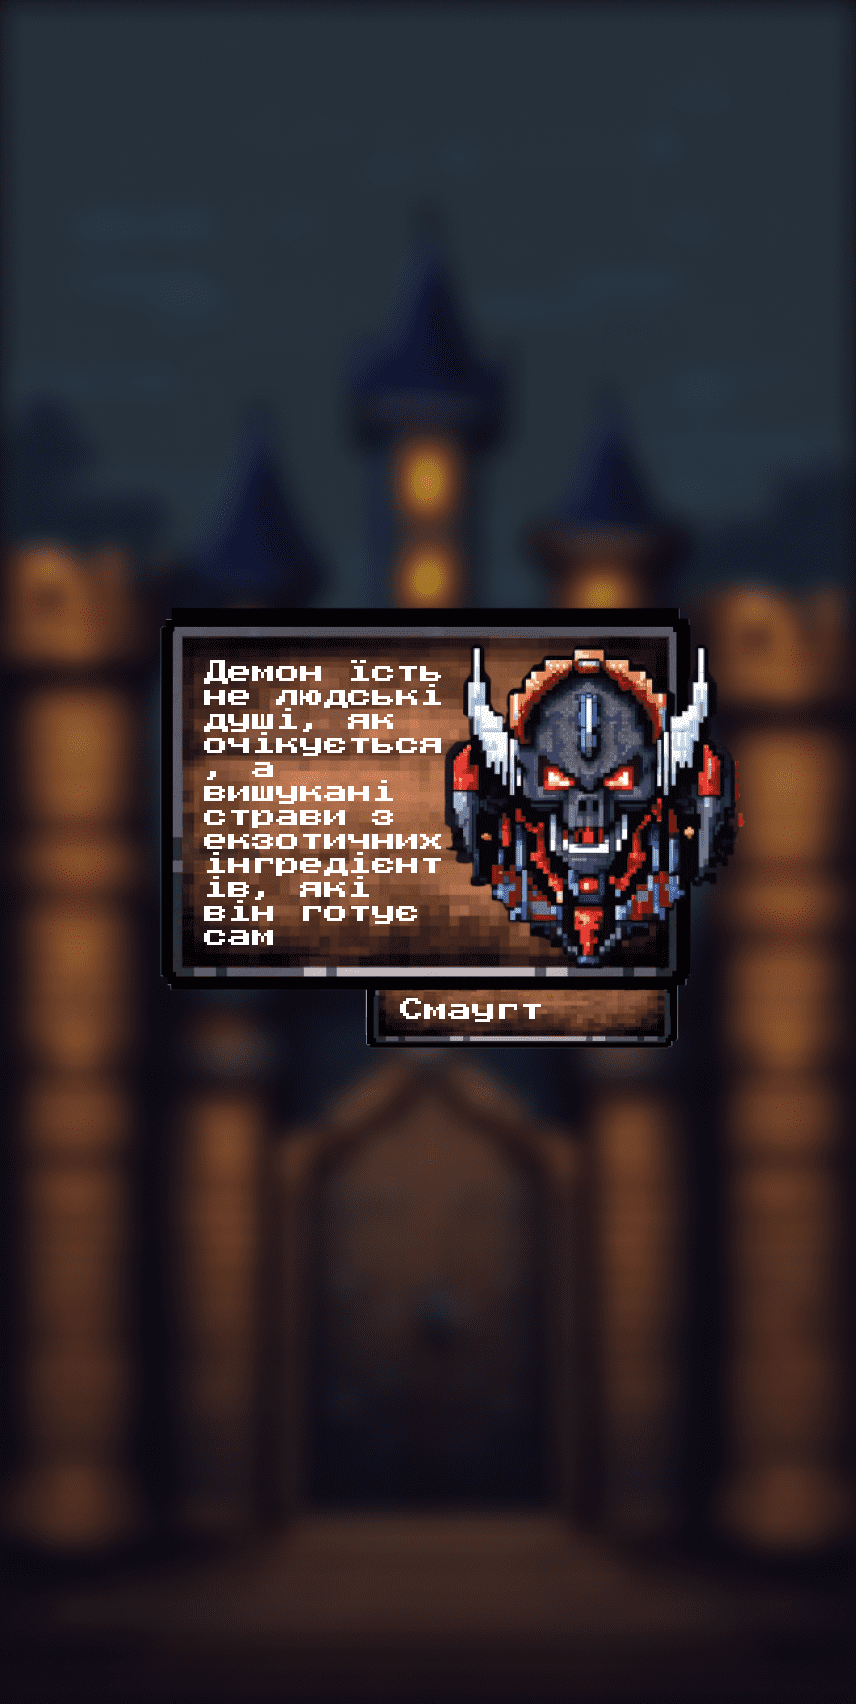 Демон їсть
не людські
душі, як
очікується
, а
вишукані
страви з
екзотичних
інгредієнт
ів, які
він готує
сам
Смаугт